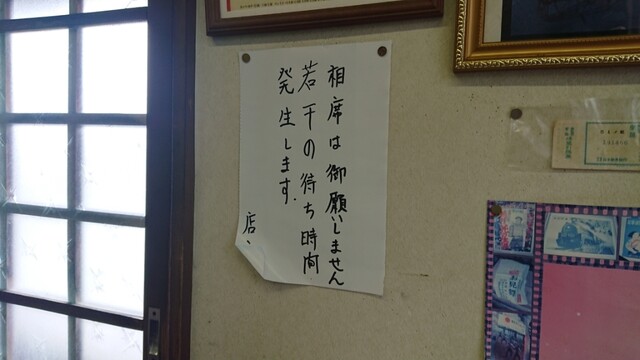 相席は御願いしません
若干の待ち時間
発生します.
店、